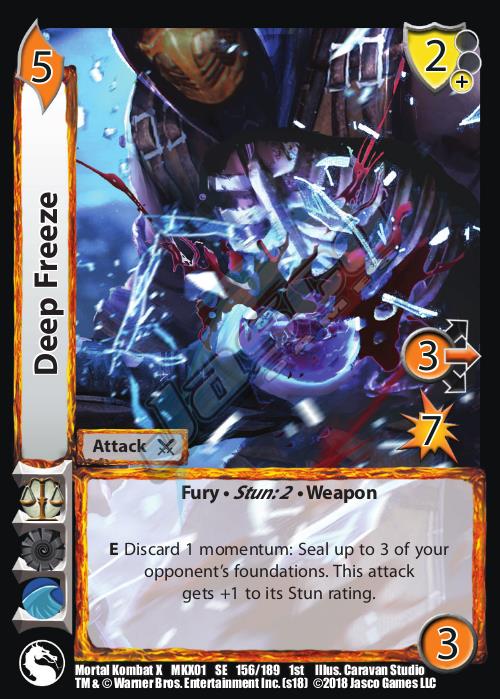 5
2
+
Deep Freeze
3
7
Attack
Fury • Stun: 2 • Weapon
E Discard 1 momentum: Seal up to 3 of your
opponent's foundations. This attack
gets +1 to its Stun rating.
3
Mortal Kombat X MKX01 SE 156/189 1st Illus. Caravan Studio
TM & © Warner Bros. Entertainment Inc. (s18) ©2018 Jasco Games LLC